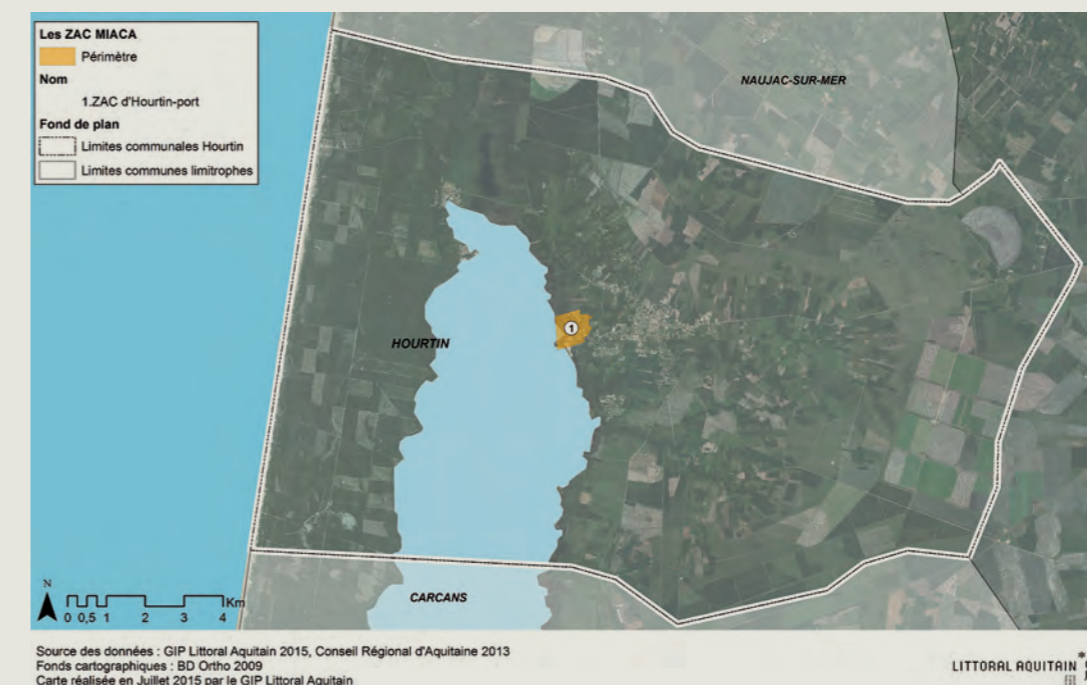 Les ZAC MIACA
Périmètre
Nom
1.ZAC d'Hourtin-port
Fond de plan
Limites communales Hourtin
Limites communes limitrophes
NAUJAC-SUR-MER
1
HOURTIN
CARCANS
N
Km
0 0,5 1 2 3 4
Source des données : GIP Littoral Aquitain 2015, Conseil Régional d'Aquitaine 2013
Fonds cartographiques : BD Ortho 2009
Carte réalisée en Juillet 2015 par le GIP Littoral Aquitain
LITTORAL AQUITAIN